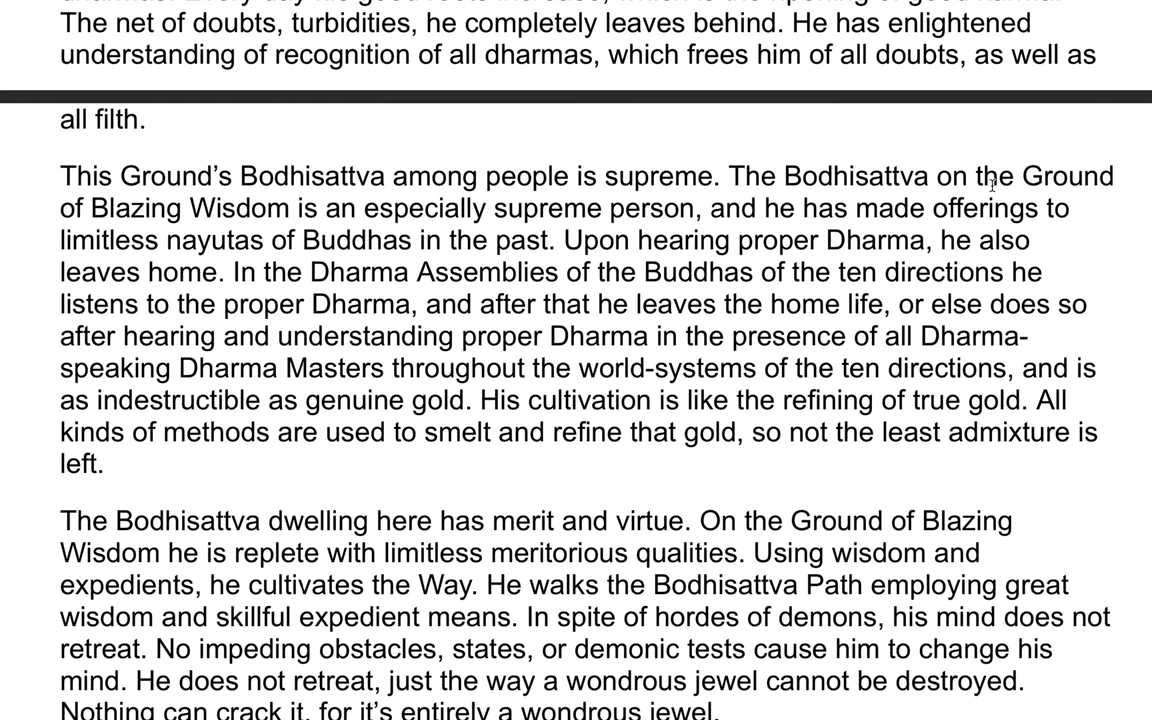 The net of doubts, turbidities, he completely leaves behind. He has enlightened
understanding of recognition of all dharmas, which frees him of all doubts, as well as
all filth.
This Ground’s Bodhisattva among people is supreme. The Bodhisattva on the Ground
of Blazing Wisdom is an especially supreme person, and he has made offerings to
limitless nayutas of Buddhas in the past. Upon hearing proper Dharma, he also
leaves home. In the Dharma Assemblies of the Buddhas of the ten directions he
listens to the proper Dharma, and after that he leaves the home life, or else does so
after hearing and understanding proper Dharma in the presence of all Dharma-
speaking Dharma Masters throughout the world-systems of the ten directions, and is
as indestructible as genuine gold. His cultivation is like the refining of true gold. All
kinds of methods are used to smelt and refine that gold, so not the least admixture is
left.
The Bodhisattva dwelling here has merit and virtue. On the Ground of Blazing
Wisdom he is replete with limitless meritorious qualities. Using wisdom and
expedients, he cultivates the Way. He walks the Bodhisattva Path employing great
wisdom and skillful expedient means. In spite of hordes of demons, his mind does not
retreat. No impeding obstacles, states, or demonic tests cause him to change his
mind. He does not retreat, just the way a wondrous jewel cannot be destroyed.
Nothing can crack it, for it’s entirely a wondrous jewel.